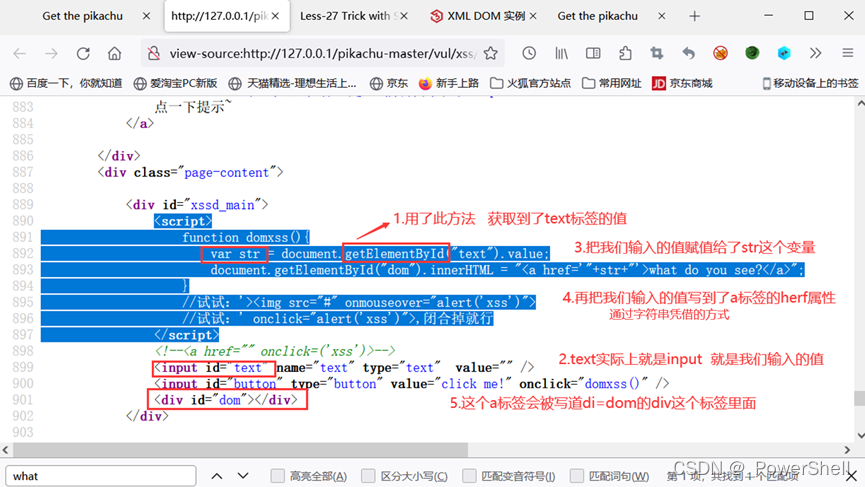 Get the pikachu
http://127.0.0.1/pik
Less-27 Trick with S
XML DOM 实例
Get the pikachu
view-source:http://127.0.0.1/pikachu-master/vul/xss/
百度一下，你就知道
爱淘宝PC新版
天猫精选-理想生活上...
京东
新手上路
火狐官方站点
常用网址
JD 京东商城
移动设备上的书签
883 点一下提示~
884 </a>
885
886 </div>
887 <div class="page-content">
888
889 <div id="xssd_main">
890 <script>
1.用了此方法 获取到了text标签的值
891 function domxss(){
892 var str = document.getElementById("text").value;
3.把我们输入的值赋值给了str这个变量
893 document.getElementById("dom").innerHTML = "<a href='"+str+"'>what do you see?</a>";
894 }
895 //试试：'><img src="#" onmouseover="alert('xss')">
4.再把我们输入的值写到了a标签的herf属性
896 //试试：' onclick="alert('xss')">,闭合掉就行
通过字符串凭借的方式
897 </script>
898 <!--<a href="" onclick=('xss')>-->
899 <input id="text" name="text" type="text" value="" />
2.text实际上就是input 就是我们输入的值
900 <input id="button" type="button" value="click me!" onclick="domxss()" />
901 <div id="dom"></div>
5.这个a标签会被写道di=dom的div这个标签里面
902 </div>
903
what
高亮全部(A)
区分大小写(C)
匹配变音符号(I)
匹配词句(W)
第 1 项，共找到 1 个匹配项
CSDN @_PowerShell